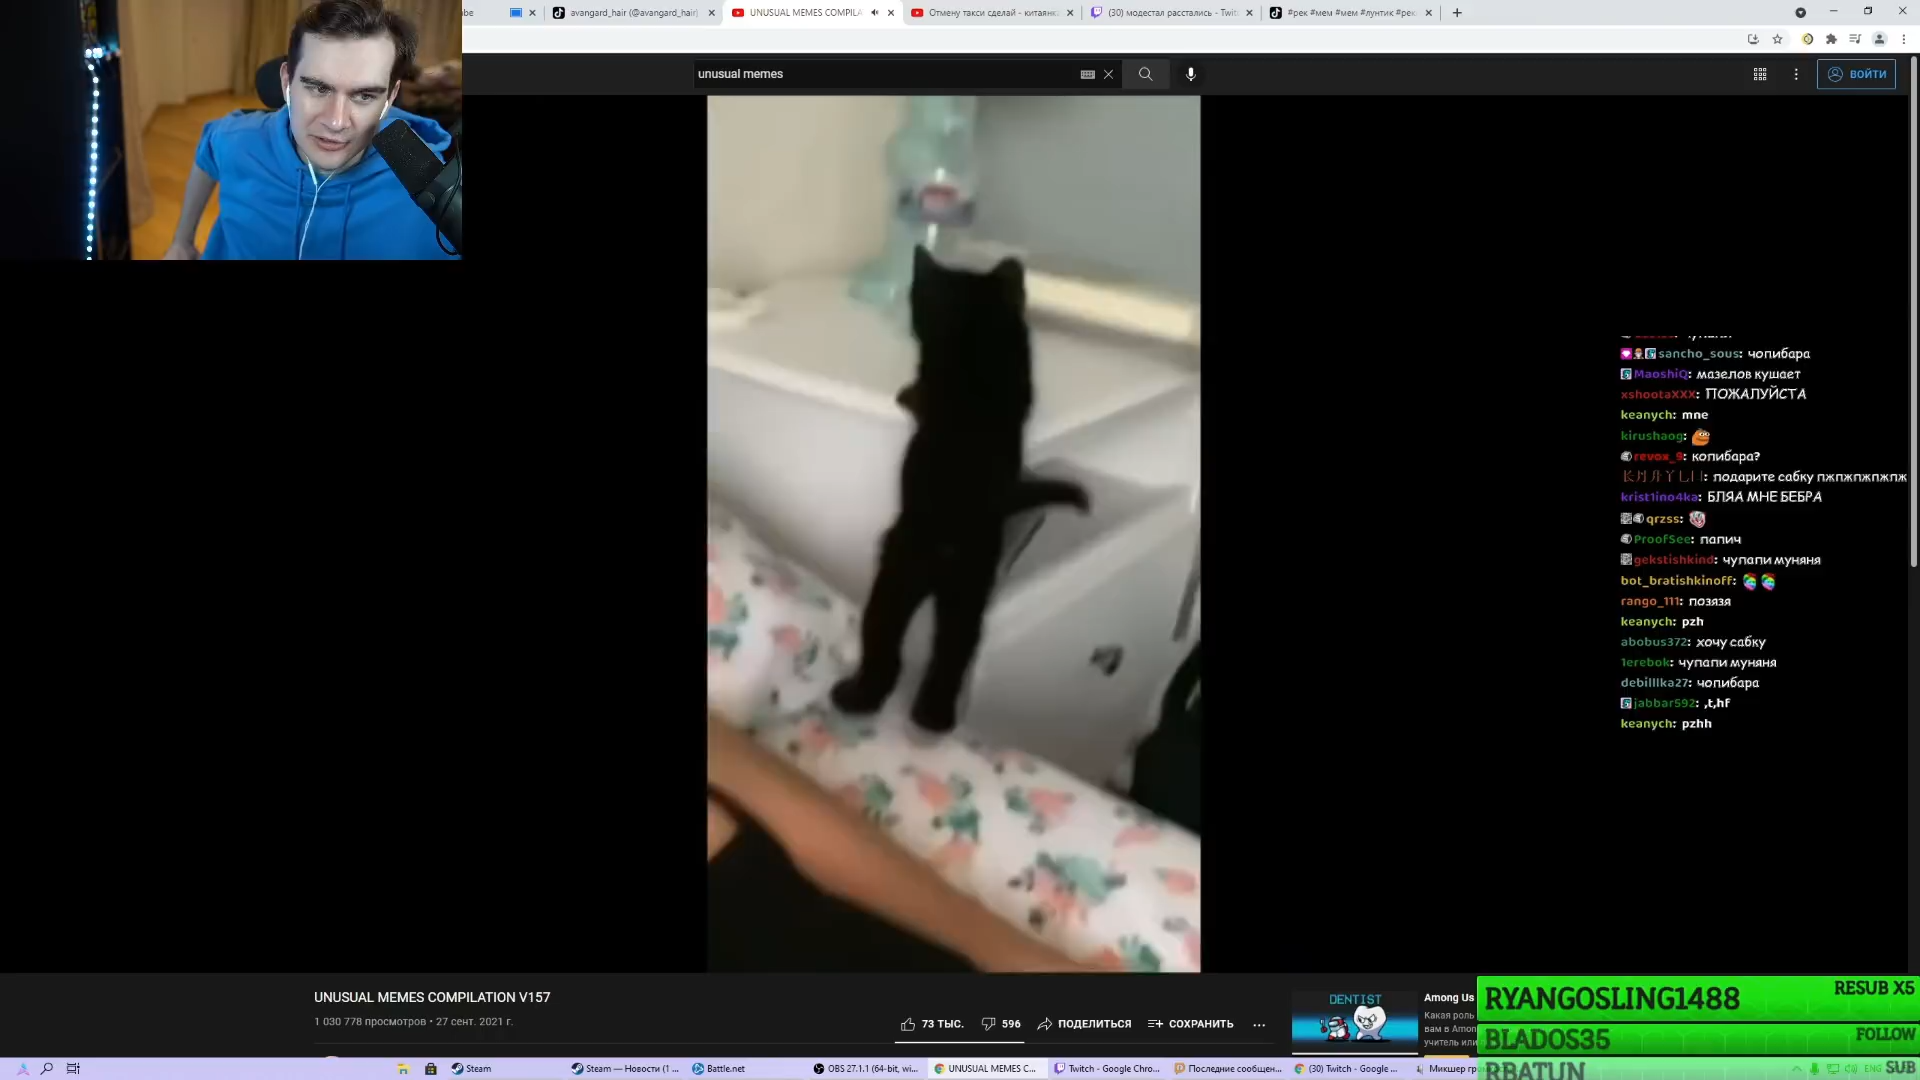 be
avangard_hair (@avangard_hair)
UNUSUAL MEMES COMPILA
Отмену такси сделай - китаянк
(30) модестал расстались - Twit
#рек #мем #мем #лунтик #рек
unusual memes
ВОЙТИ
sancho_sous: чопибара
MaoshiQ: мазелов кушает
xshootaXXX: ПОЖАЛУЙСТА
keanych: mne
kirushaog:
revox_9: копибара?
: подарите сабку пжпжпжпжпж
krist1ino4ka: БЛЯА МНЕ БЕБРА
qrzss:
ProofSee: папич
gekstishkind: чупапи муняня
bot_bratishkinoff:
rango_111: позязя
keanych: pzh
abobus372: хочу сабку
1erebok: чупапи муняня
debilllka27: чопибара
jabbar592: ,t,hf
keanych: pzhh
UNUSUAL MEMES COMPILATION V157
1 030 778 просмотров • 27 сент. 2021 г.
73 ТЫС.
596
ПОДЕЛИТЬСЯ
СОХРАНИТЬ
DENTIST
Among Us
Какая роль
вам в Amon
учитель или
RYANGOSLING1488
RESUB X5
BLADOS35
FOLLOW
RBATUN
SUB
Steam
Steam — Новости (1 ...
Battle.net
OBS 27.1.1 (64-bit, wi...
UNUSUAL MEMES C...
Twitch - Google Chro...
Последние сообщен...
(30) Twitch - Google ...
Микшер гром
ENG